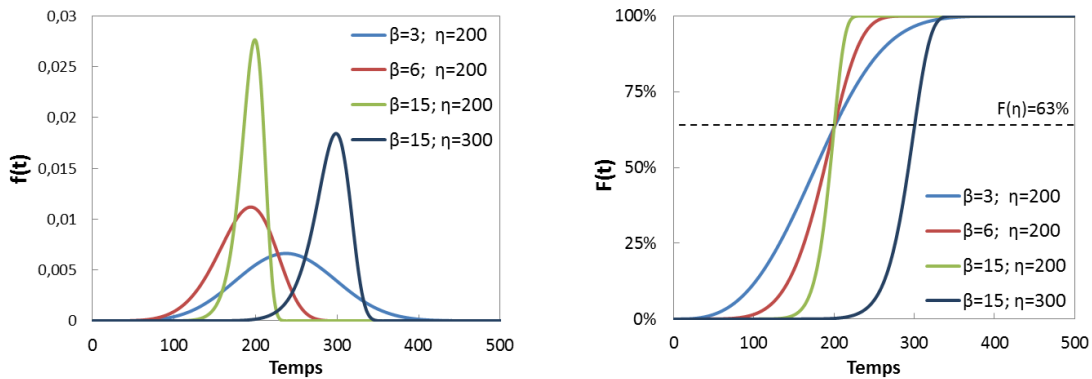 0,03
0,025
0,02
0,015
0,01
0,005
0
f(t)
β=3; η=200
β=6; η=200
β=15; η=200
β=15; η=300
0 100 200 300 400 500
Temps
100%
75%
50%
25%
0%
F(t)
F(η)=63%
β=3; η=200
β=6; η=200
β=15; η=200
β=15; η=300
0 100 200 300 400 500
Temps